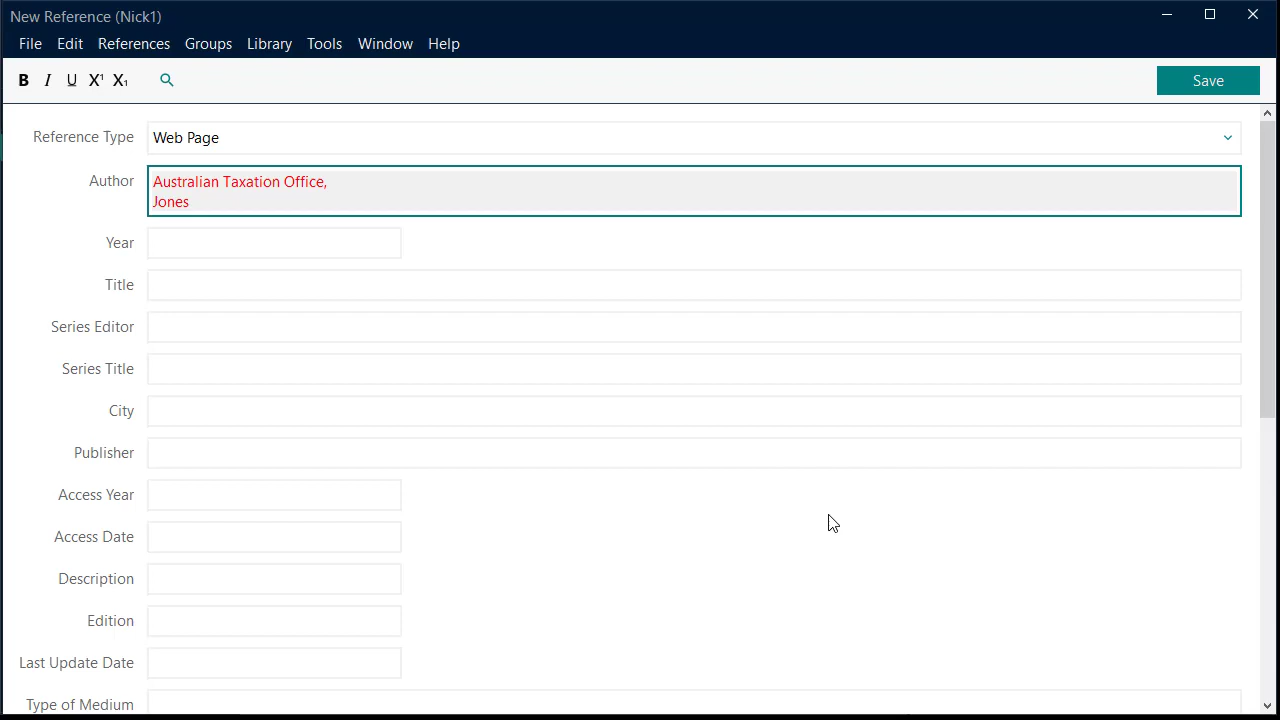 New Reference (Nick1)
File Edit References Groups Library Tools Window Help
B I U X¹ X₁ Save
Reference Type Web Page
Author Australian Taxation Office,
Jones
Year
Title
Series Editor
Series Title
City
Publisher
Access Year
Access Date
Description
Edition
Last Update Date
Type of Medium